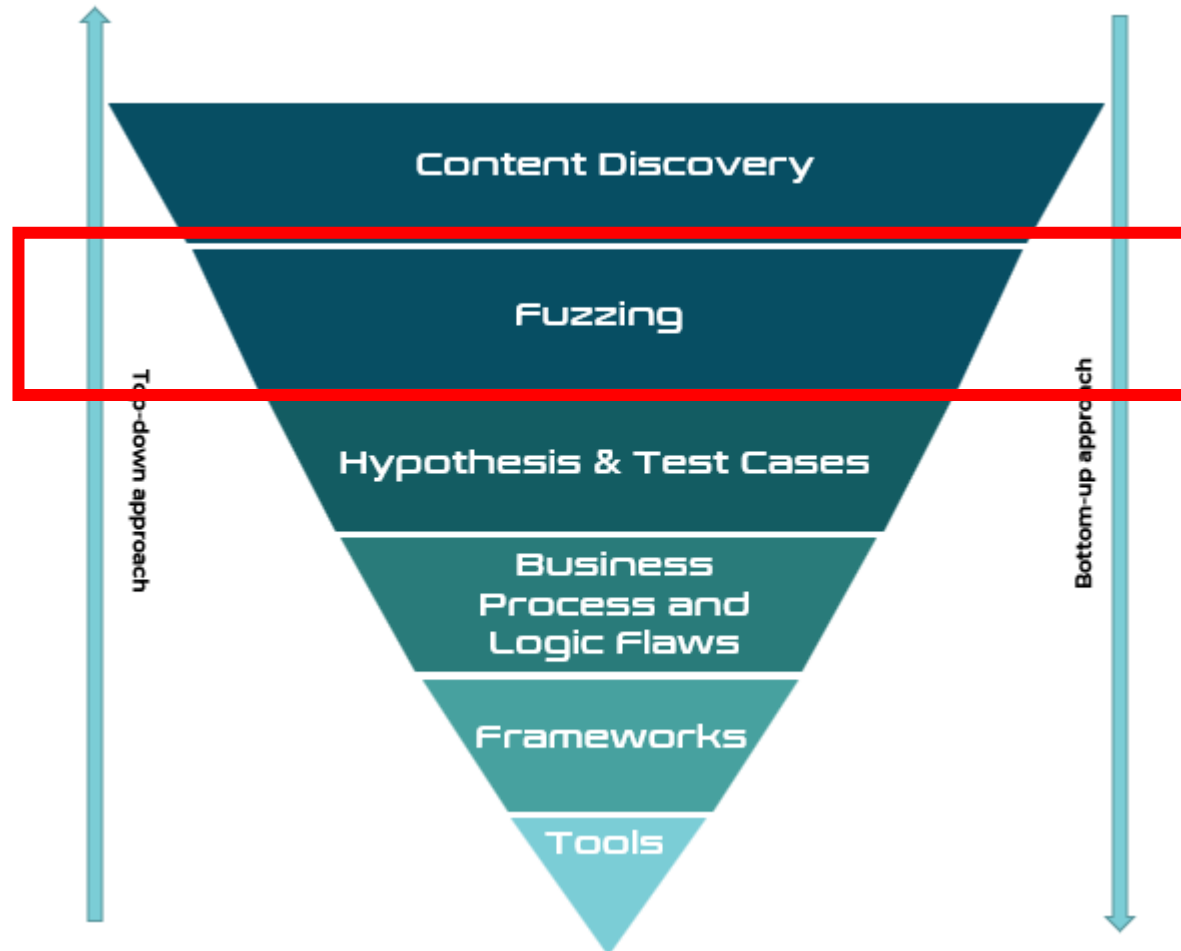 Content Discovery
Fuzzing
Top-down approach
Bottom-up approach
Hypothesis & Test Cases
Business
Process and
Logic Flaws
Frameworks
Tools